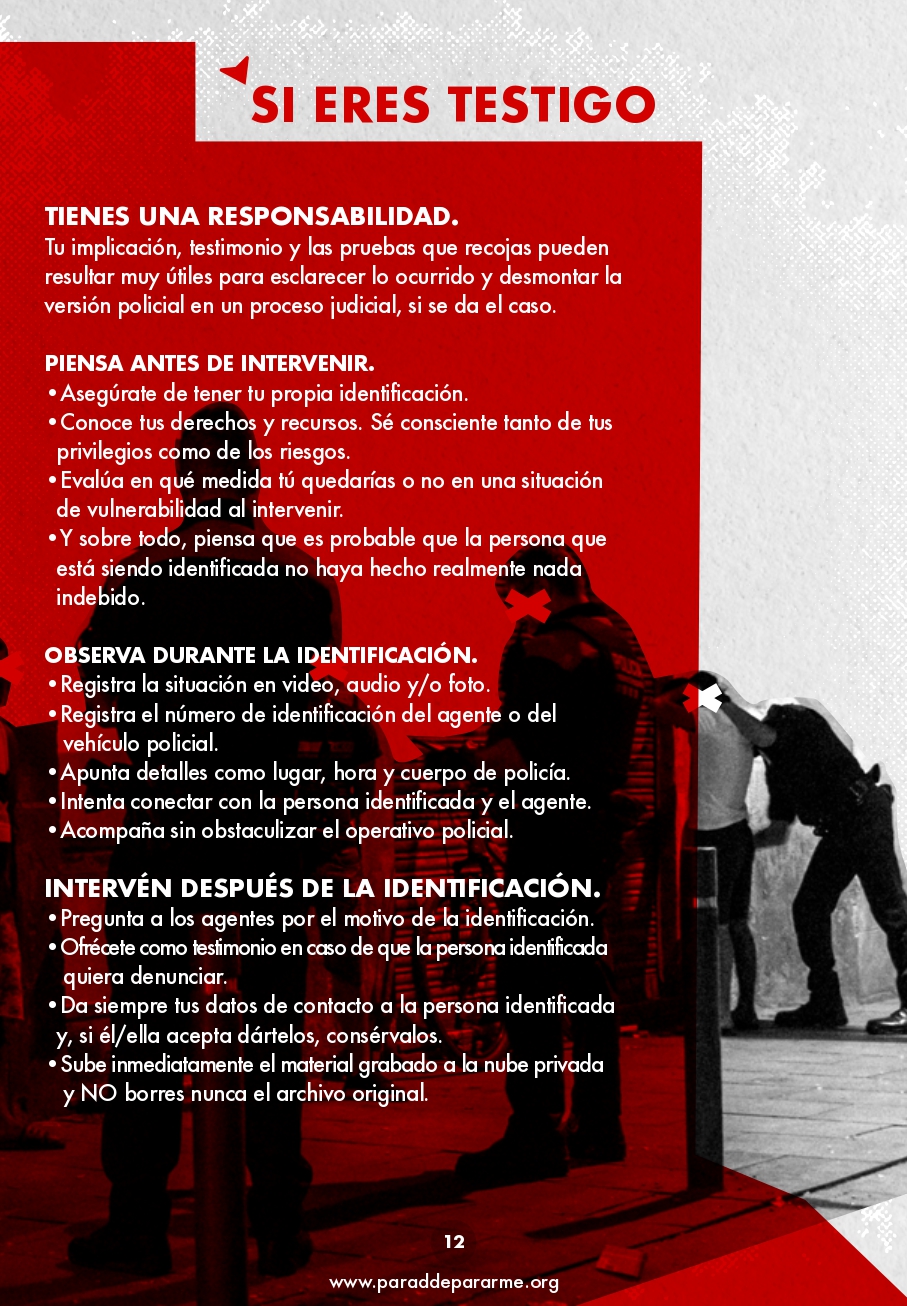 SI ERES TESTIGO
TIENES UNA RESPONSABILIDAD.
Tu implicación, testimonio y las pruebas que recojas pueden
resultar muy útiles para esclarecer lo ocurrido y desmontar la
versión policial en un proceso judicial, si se da el caso.
PIENSA ANTES DE INTERVENIR.
•Asegúrate de tener tu propia identificación.
•Conoce tus derechos y recursos. Sé consciente tanto de tus
privilegios como de los riesgos.
•Evalúa en qué medida tú quedarías o no en una situación
de vulnerabilidad al intervenir.
•Y sobre todo, piensa que es probable que la persona que
está siendo identificada no haya hecho realmente nada
indebido.
OBSERVA DURANTE LA IDENTIFICACIÓN.
•Registra la situación en video, audio y/o foto.
•Registra el número de identificación del agente o del
vehículo policial.
•Apunta detalles como lugar, hora y cuerpo de policía.
•Intenta conectar con la persona identificada y el agente.
•Acompaña sin obstaculizar el operativo policial.
INTERVÉN DESPUÉS DE LA IDENTIFICACIÓN.
•Pregunta a los agentes por el motivo de la identificación.
•Ofrécete como testimonio en caso de que la persona identificada
quiera denunciar.
•Da siempre tus datos de contacto a la persona identificada
y, si él/ella acepta dártelos, consérvalos.
•Sube inmediatamente el material grabado a la nube privada
y NO borres nunca el archivo original.
12
www.paraddepararme.org